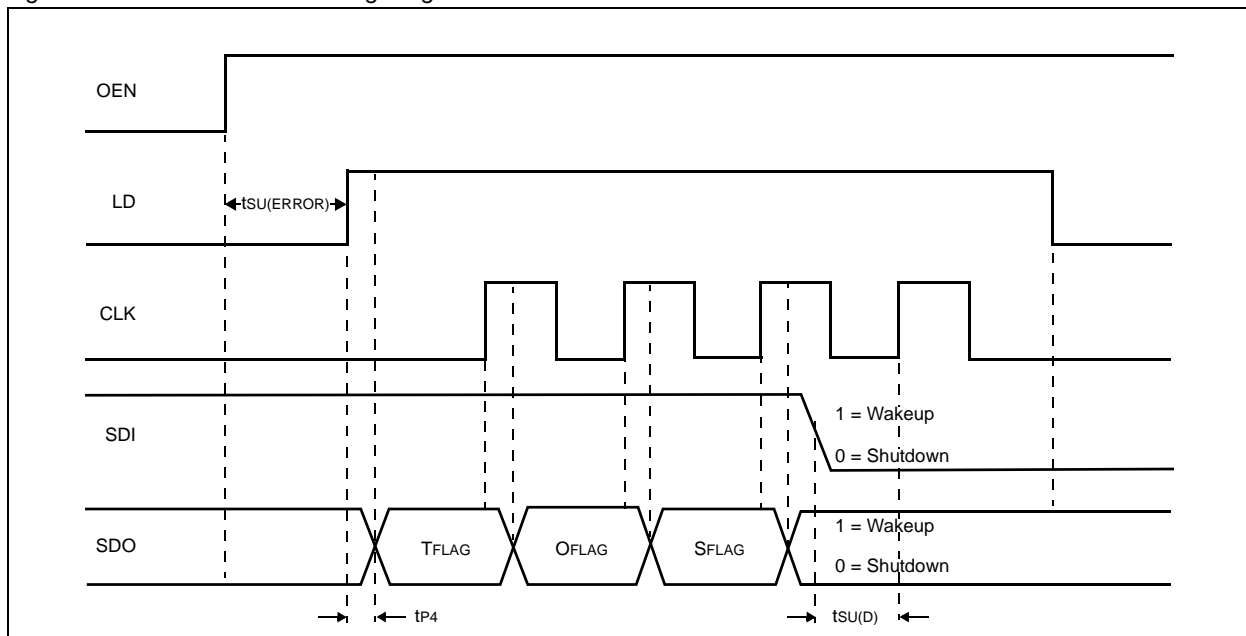 OEN
LD
tSU(ERROR)
CLK
SDI
1 = Wakeup
0 = Shutdown
SDO
TFLAG
OFLAG
SFLAG
1 = Wakeup
0 = Shutdown
tP4
tSU(D)